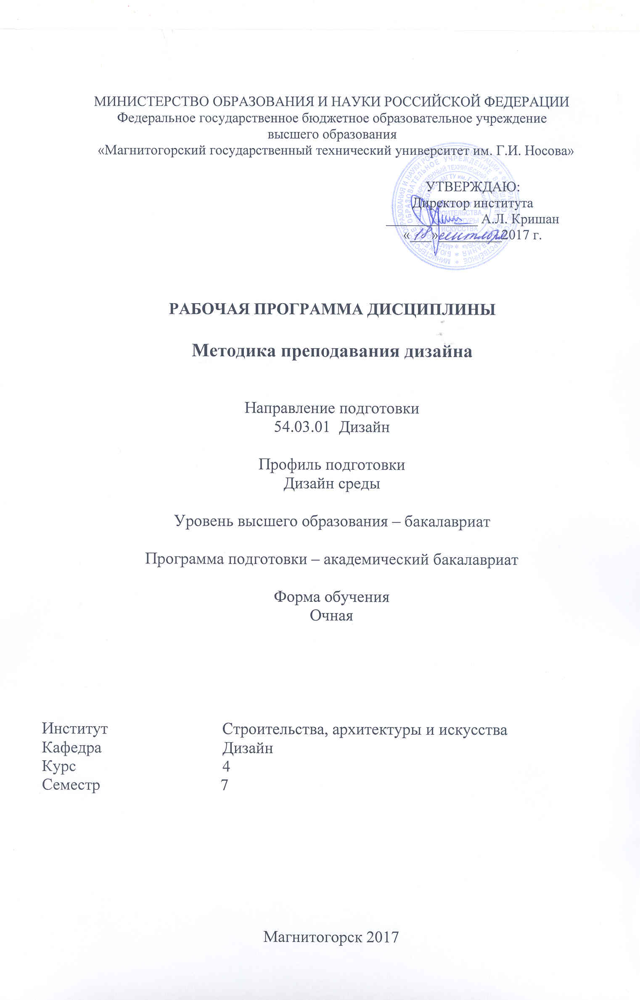 МИНИСТЕРСТВО ОБРАЗОВАНИЯ И НАУКИ РОССИЙСКОЙ ФЕДЕРАЦИИ
Федеральное государственное бюджетное образовательное учреждение
высшего образования
«Магнитогорский государственный технический университет им. Г.И. Носова»
УТВЕРЖДАЮ:
Директор института
А.Л. Кришан
«18» сентября 2017 г.
РАБОЧАЯ ПРОГРАММА ДИСЦИПЛИНЫ
Методика преподавания дизайна
Направление подготовки
54.03.01 Дизайн
Профиль подготовки
Дизайн среды
Уровень высшего образования – бакалавриат
Программа подготовки – академический бакалавриат
Форма обучения
Очная
Институт Строительства, архитектуры и искусства
Кафедра Дизайн
Курс 4
Семестр 7
Магнитогорск 2017